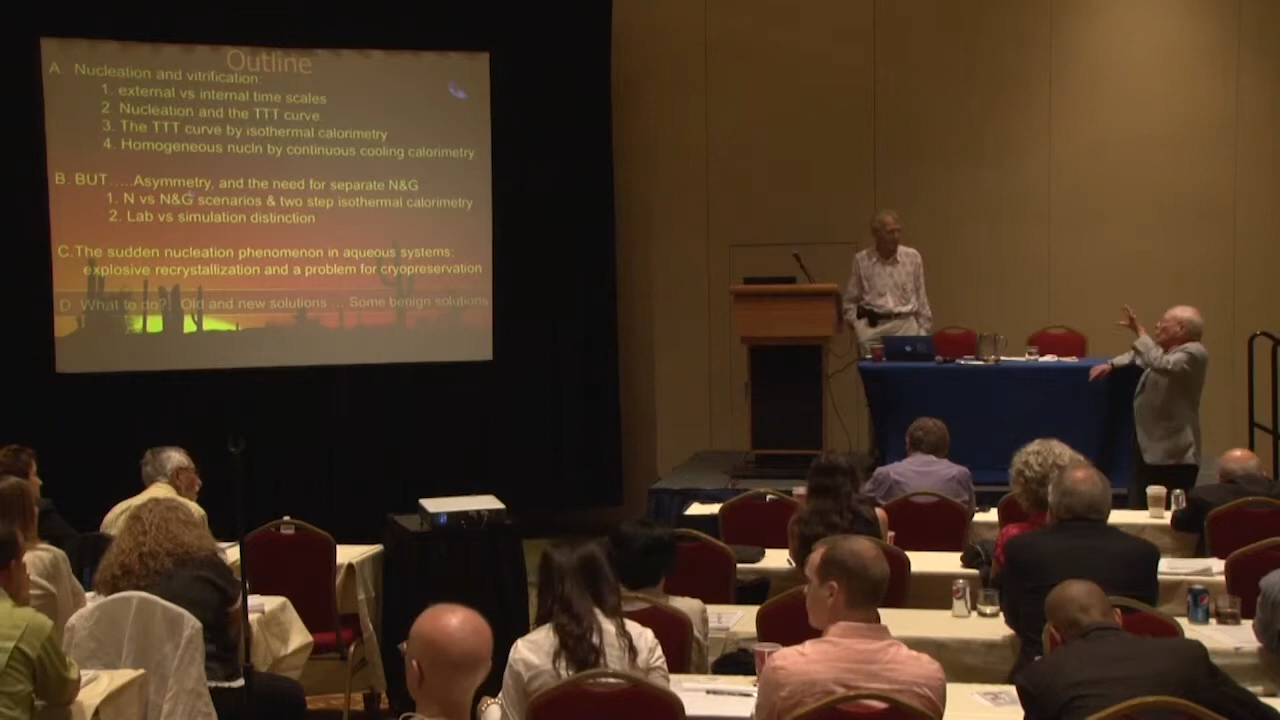 Outline
A. Nucleation and vitrification:
1. external vs internal time scales
2. Nucleation and the TTT curve
3. The TTT curve by isothermal calorimetry
4. Homogeneous nucln by continuous cooling calorimetry
B. BUT.....Asymmetry, and the need for separate N&G
1. N vs N&G scenarios & two step isothermal calorimetry
2. Lab vs simulation distinction
C.The sudden nucleation phenomenon in aqueous systems:
explosive recrystallization and a problem for cryopreservation
D. What to do? Old and new solutions ... Some benign solutions